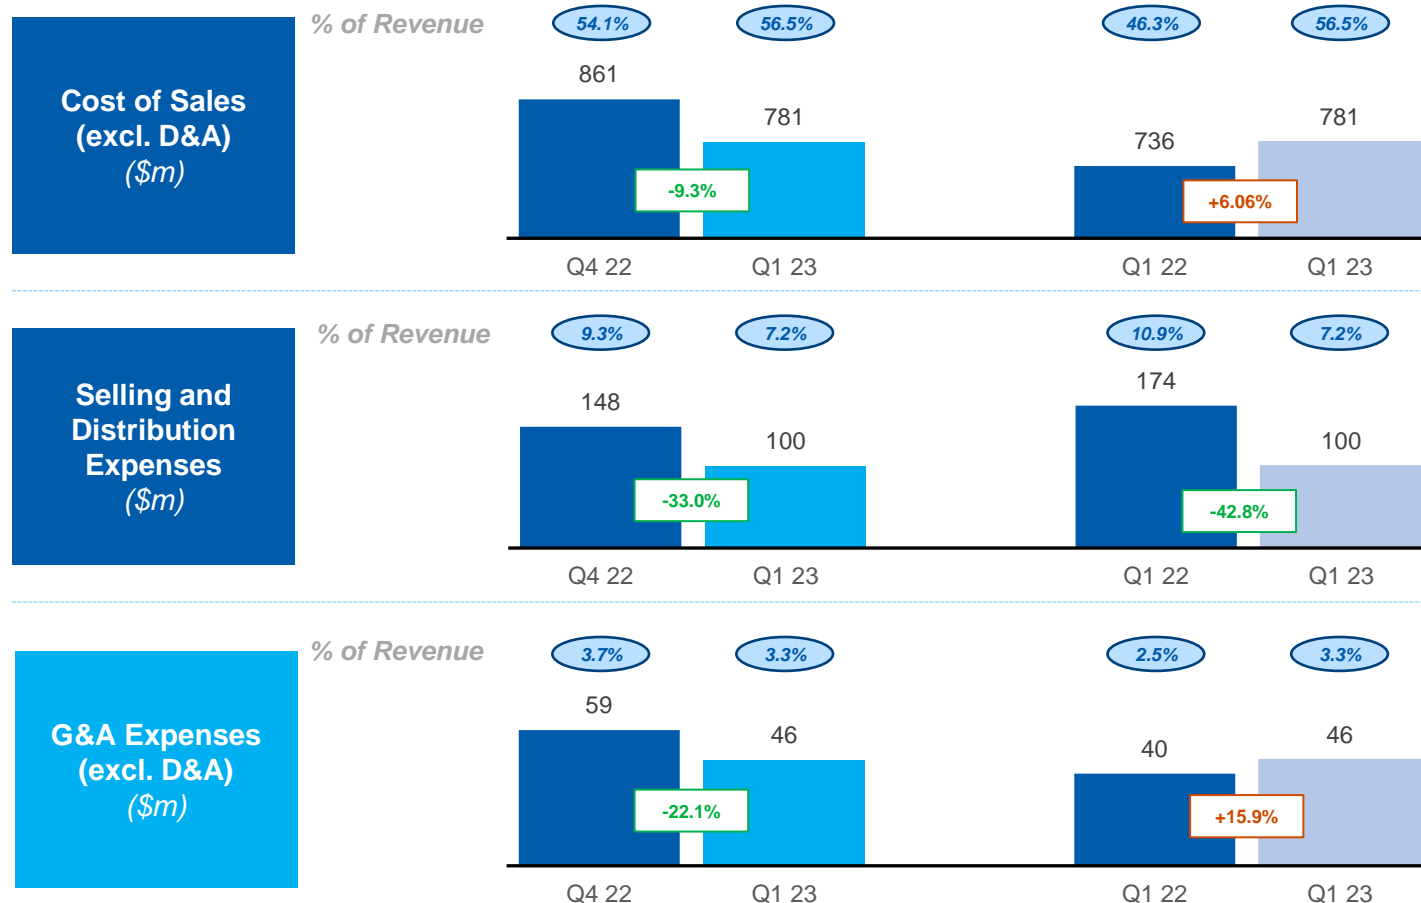 % of Revenue
54.1%
56.5%
46.3%
56.5%
Cost of Sales
(excl. D&A)
($m)
861
781
736
781
-9.3%
+6.06%
Q4 22
Q1 23
Q1 22
Q1 23
% of Revenue
9.3%
7.2%
10.9%
7.2%
Selling and
Distribution
Expenses
($m)
148
100
174
100
-33.0%
-42.8%
Q4 22
Q1 23
Q1 22
Q1 23
% of Revenue
3.7%
3.3%
2.5%
3.3%
G&A Expenses
(excl. D&A)
($m)
59
46
40
46
-22.1%
+15.9%
Q4 22
Q1 23
Q1 22
Q1 23